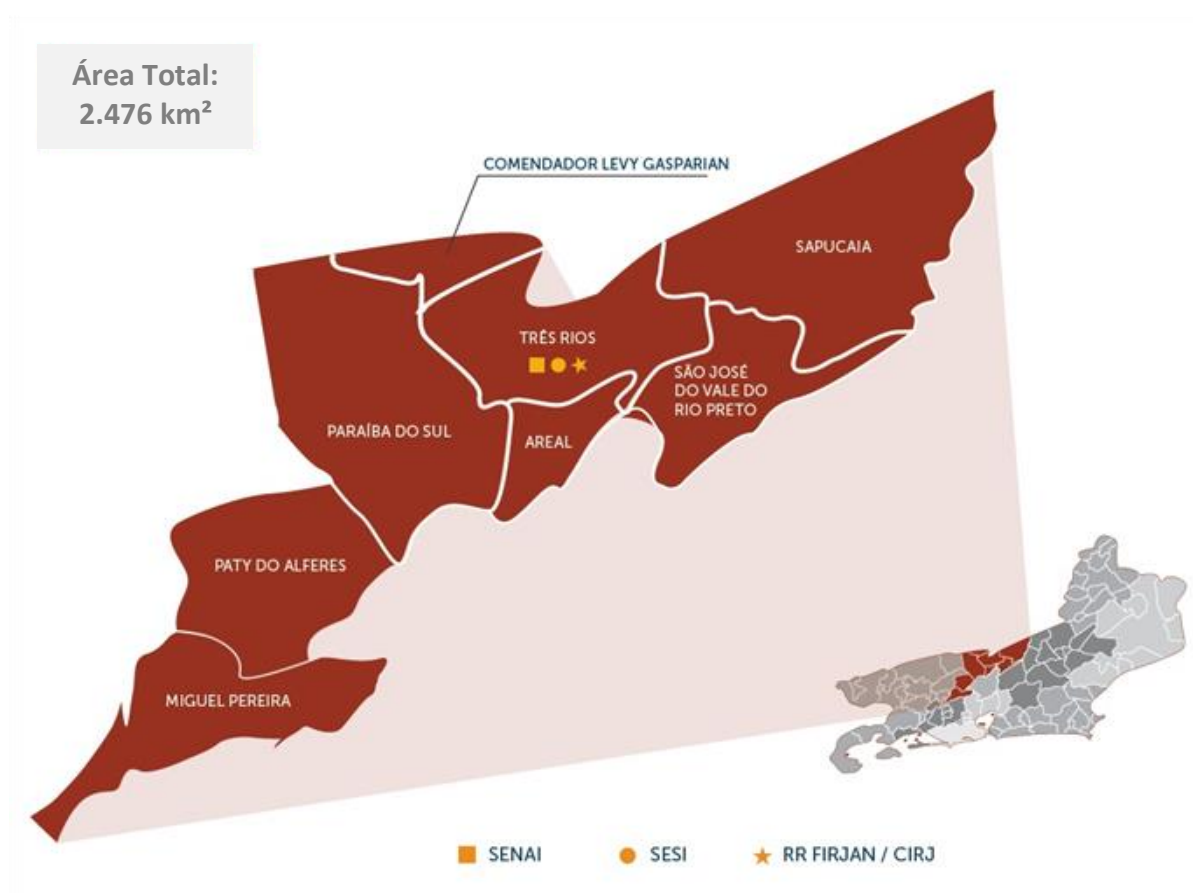 Área Total:
2.476 km²
COMENDADOR LEVY GASPARIAN
SAPUCAIA
TRÊS RIOS
SÃO JOSÉ
DO VALE DO
RIO PRETO
PARAÍBA DO SUL
AREAL
PATY DO ALFERES
MIGUEL PEREIRA
SENAI
SESI
RR FIRJAN / CIRJ